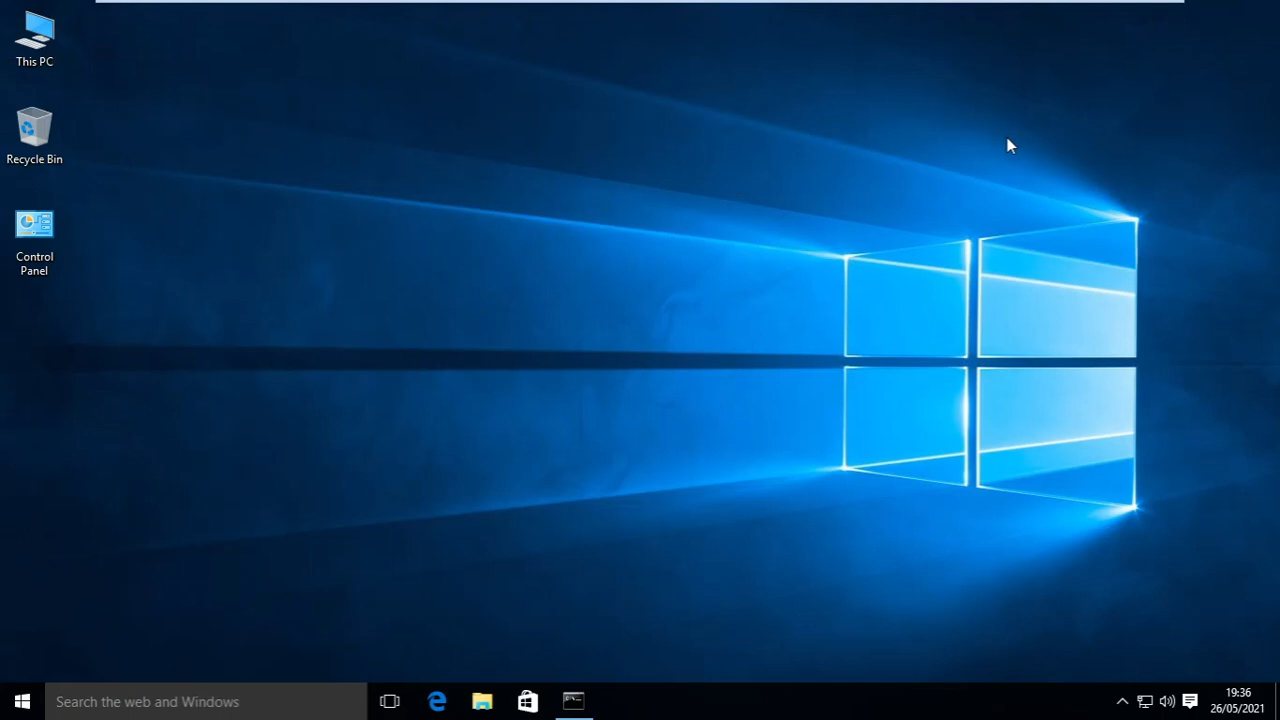 This PC
Recycle Bin
Control
Panel
Search the web and Windows
19:36
26/05/2021